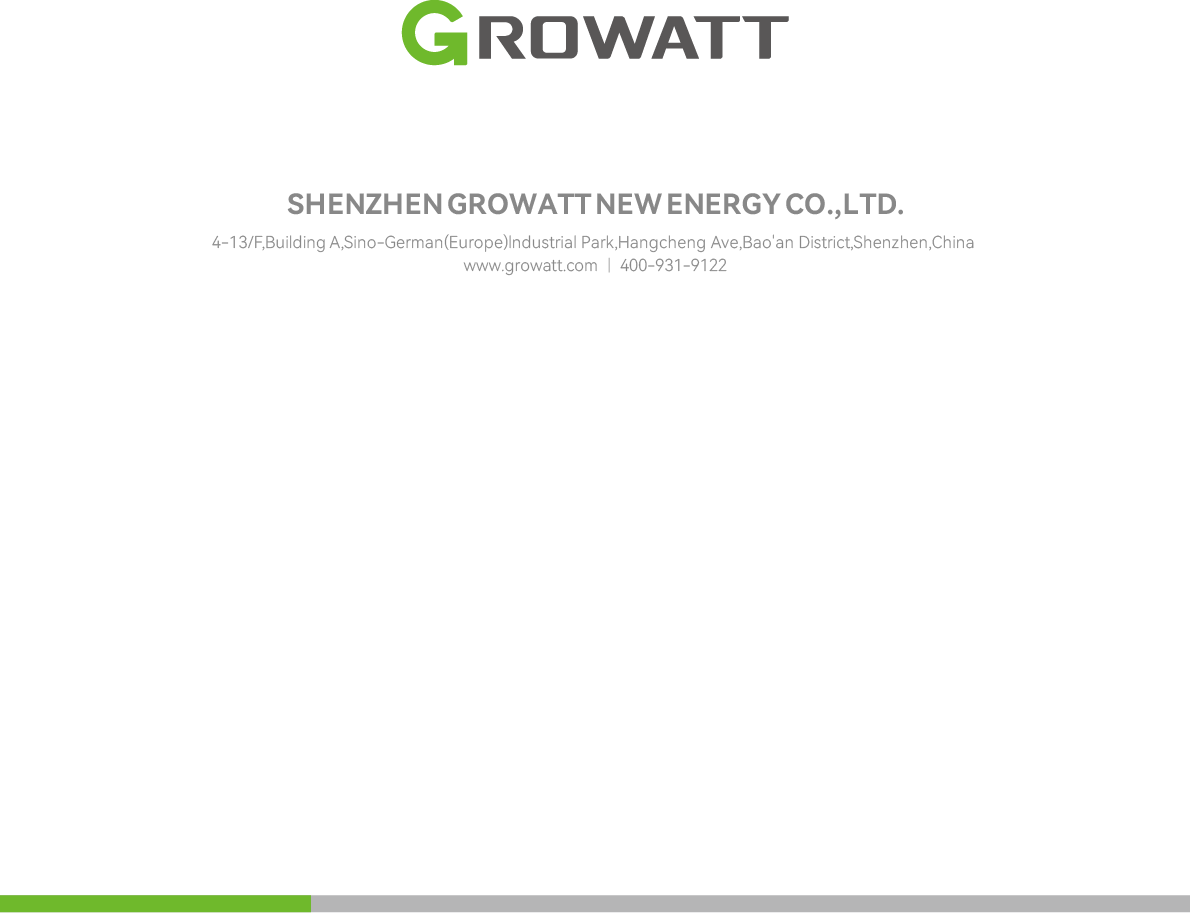 GROWATT
SHENZHEN GROWATT NEW ENERGY CO.,LTD.
4-13/F,Building A,Sino-German(Europe)Industrial Park,Hangcheng Ave,Bao'an District,Shenzhen,China
www.growatt.com | 400-931-9122